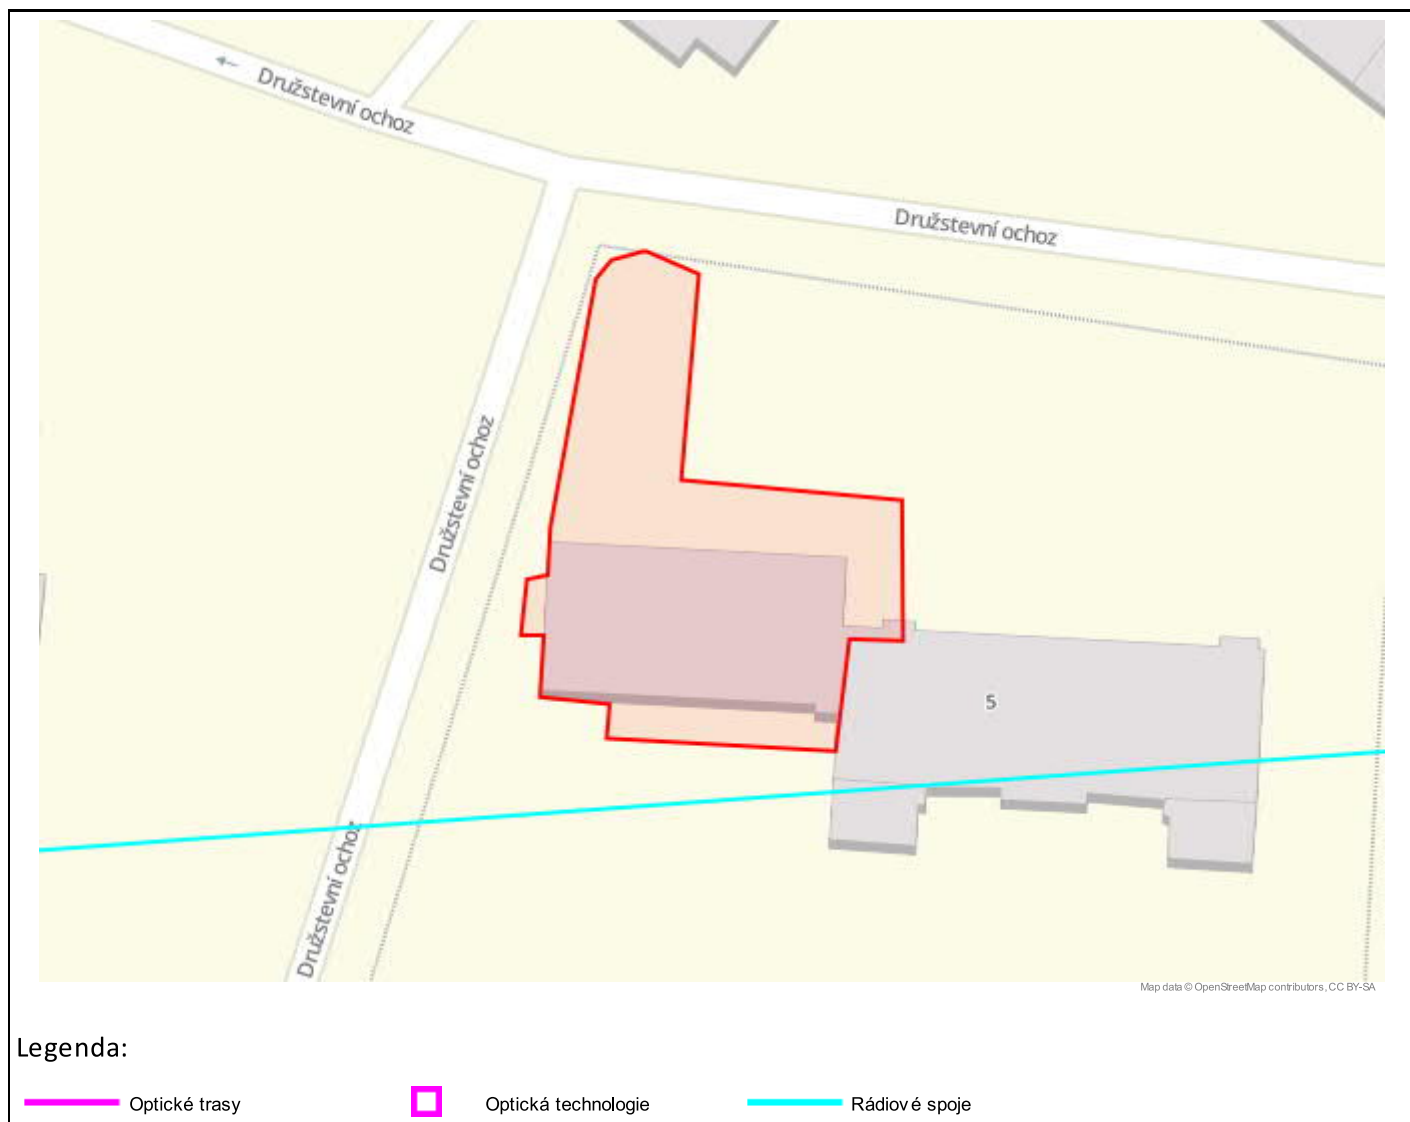 Družstevní ochoz
Družstevní ochoz
Družstevní ochoz
5
Družstevní ochoz
Map data © OpenStreetMap contributors, CC BY-SA
Legenda:
Optické trasy
Optická technologie
Rádiové spoje